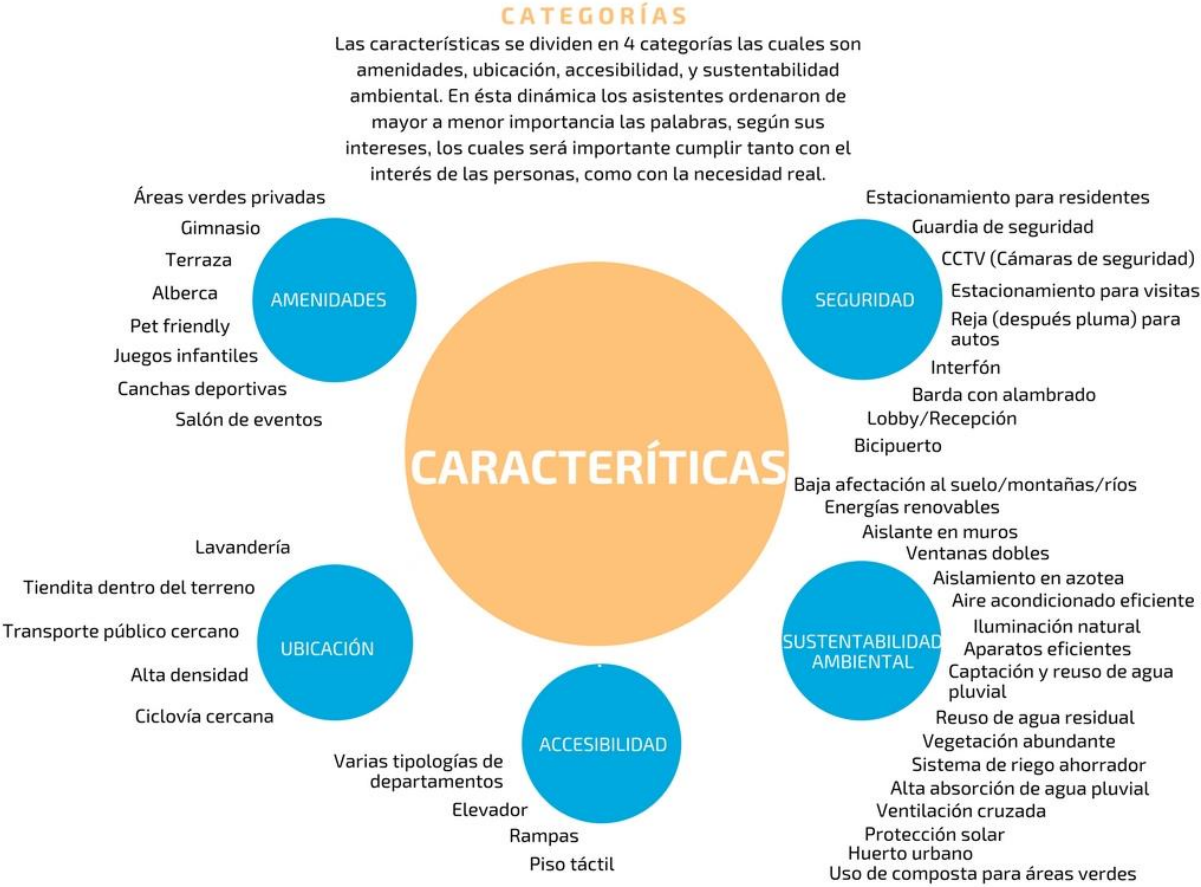 CATEGORÍAS
Las características se dividen en 4 categorías las cuales son
amenidades, ubicación, accesibilidad, y sustentabilidad
ambiental. En ésta dinámica los asistentes ordenaron de
mayor a menor importancia las palabras, según sus
intereses, los cuales será importante cumplir tanto con el
interés de las personas, como con la necesidad real.
Áreas verdes privadas
Gimnasio
Terraza
Alberca
Pet friendly
Juegos infantiles
Canchas deportivas
Salón de eventos
AMENIDADES
Estacionamiento para residentes
Guardia de seguridad
CCTV (Cámaras de seguridad)
Estacionamiento para visitas
Reja (después pluma) para
autos
Interfón
Barda con alambrado
Lobby/Recepción
Bicipuerto
SEGURIDAD
CARACTERÍTICAS
Lavandería
Tiendita dentro del terreno
Transporte público cercano
Alta densidad
Ciclovía cercana
UBICACIÓN
Varias tipologías de
departamentos
Elevador
Rampas
Piso táctil
ACCESIBILIDAD
Baja afectación al suelo/montañas/ríos
Energías renovables
Aislante en muros
Ventanas dobles
Aislamiento en azotea
Aire acondicionado eficiente
Iluminación natural
Aparatos eficientes
Captación y reuso de agua
pluvial
Reuso de agua residual
Vegetación abundante
Sistema de riego ahorrador
Alta absorción de agua pluvial
Ventilación cruzada
Protección solar
Huerto urbano
Uso de composta para áreas verdes
SUSTENTABILIDAD
AMBIENTAL